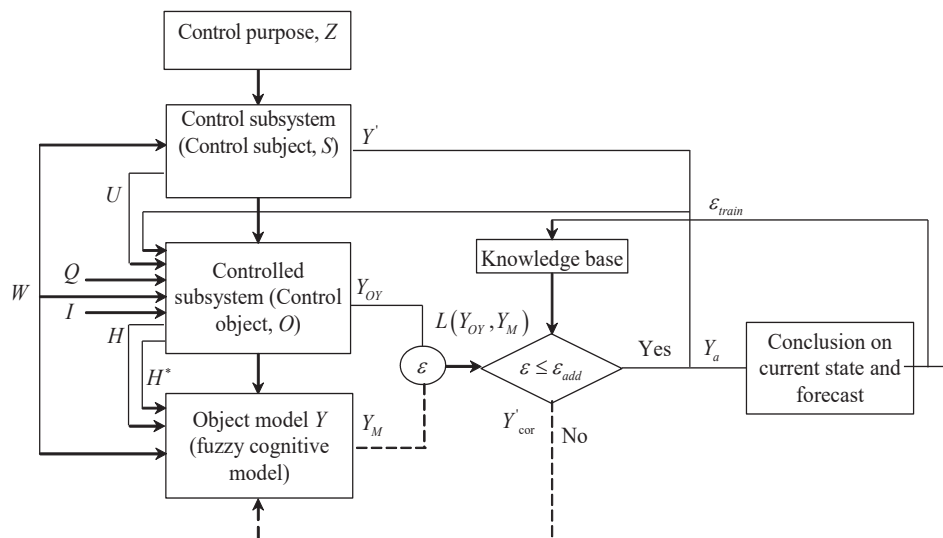 Control purpose, Z
Control subsystem
(Control subject, S)
Y'
U
ε_train
Knowledge base
Q
W
I
Controlled
subsystem (Control
object, O)
Y_OY
H
H*
L(Y_OY, Y_M)
ε
ε ≤ ε_add
Yes
Y_a
Conclusion on
current state and
forecast
Object model Y
(fuzzy cognitive
model)
Y_M
Y'_cor
No